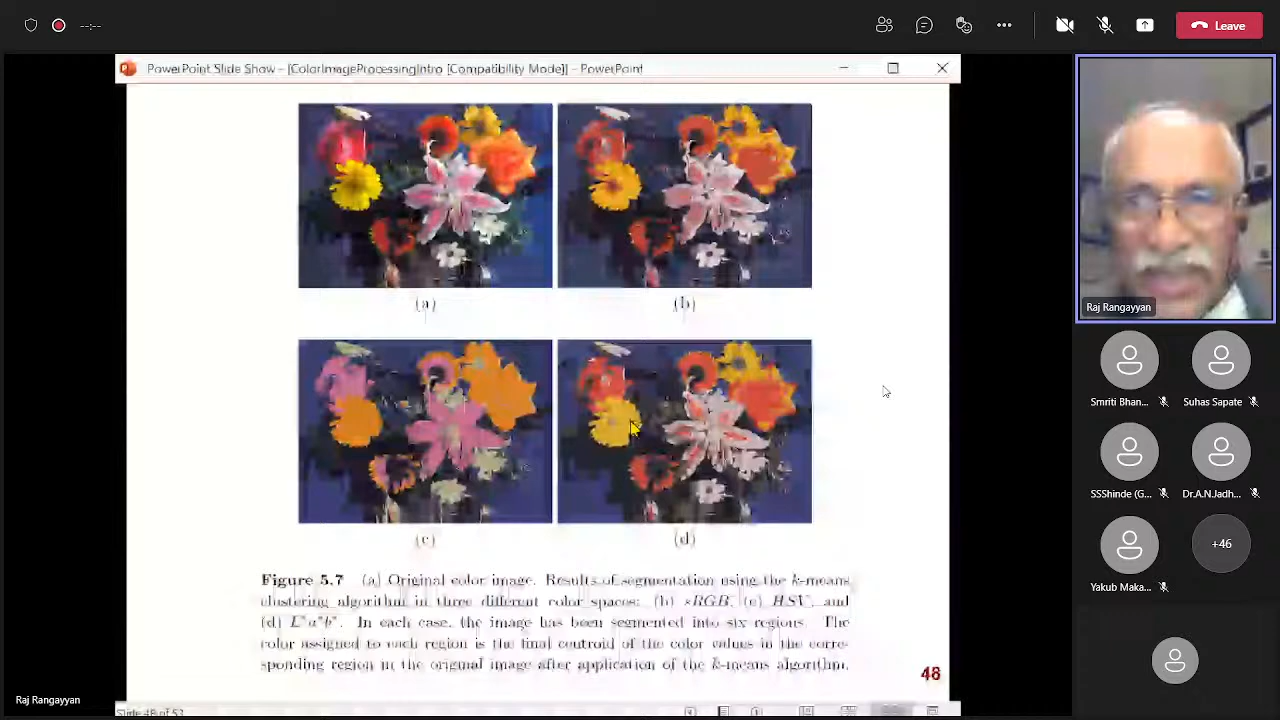 --:--
Leave
PowerPoint Slide Show - [ColorImageProcessingIntro [Compatibility Mode]] - PowerPoint
(a)
(b)
(c)
(d)
Figure 5.7 (a) Original color image. Results of segmentation using the k-means
clustering algorithm in three different color spaces: (b) sRGB, (c) HSV, and
(d) L*a*b*. In each case, the image has been segmented into six regions. The
color assigned to each region is the final centroid of the color values in the corre-
sponding region in the original image after application of the k-means algorithm.
48
Slide 48 of 53
Raj Rangayyan
Raj Rangayyan
Smriti Bhan...
Suhas Sapate
SSShinde (G...
Dr.A.N.Jadh...
Yakub Maka...
+46